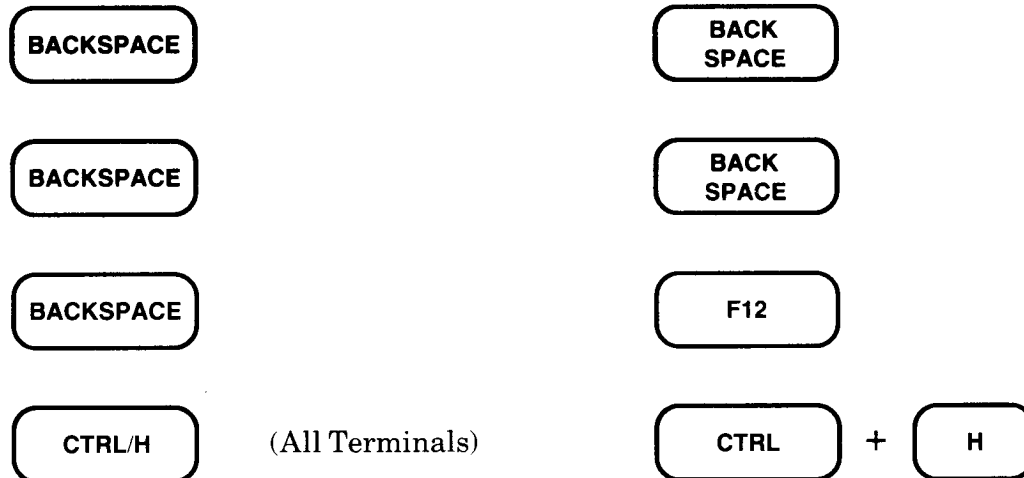 BACKSPACE
BACK
SPACE
BACKSPACE
BACK
SPACE
BACKSPACE
F12
CTRL/H
(All Terminals)
CTRL
+
H